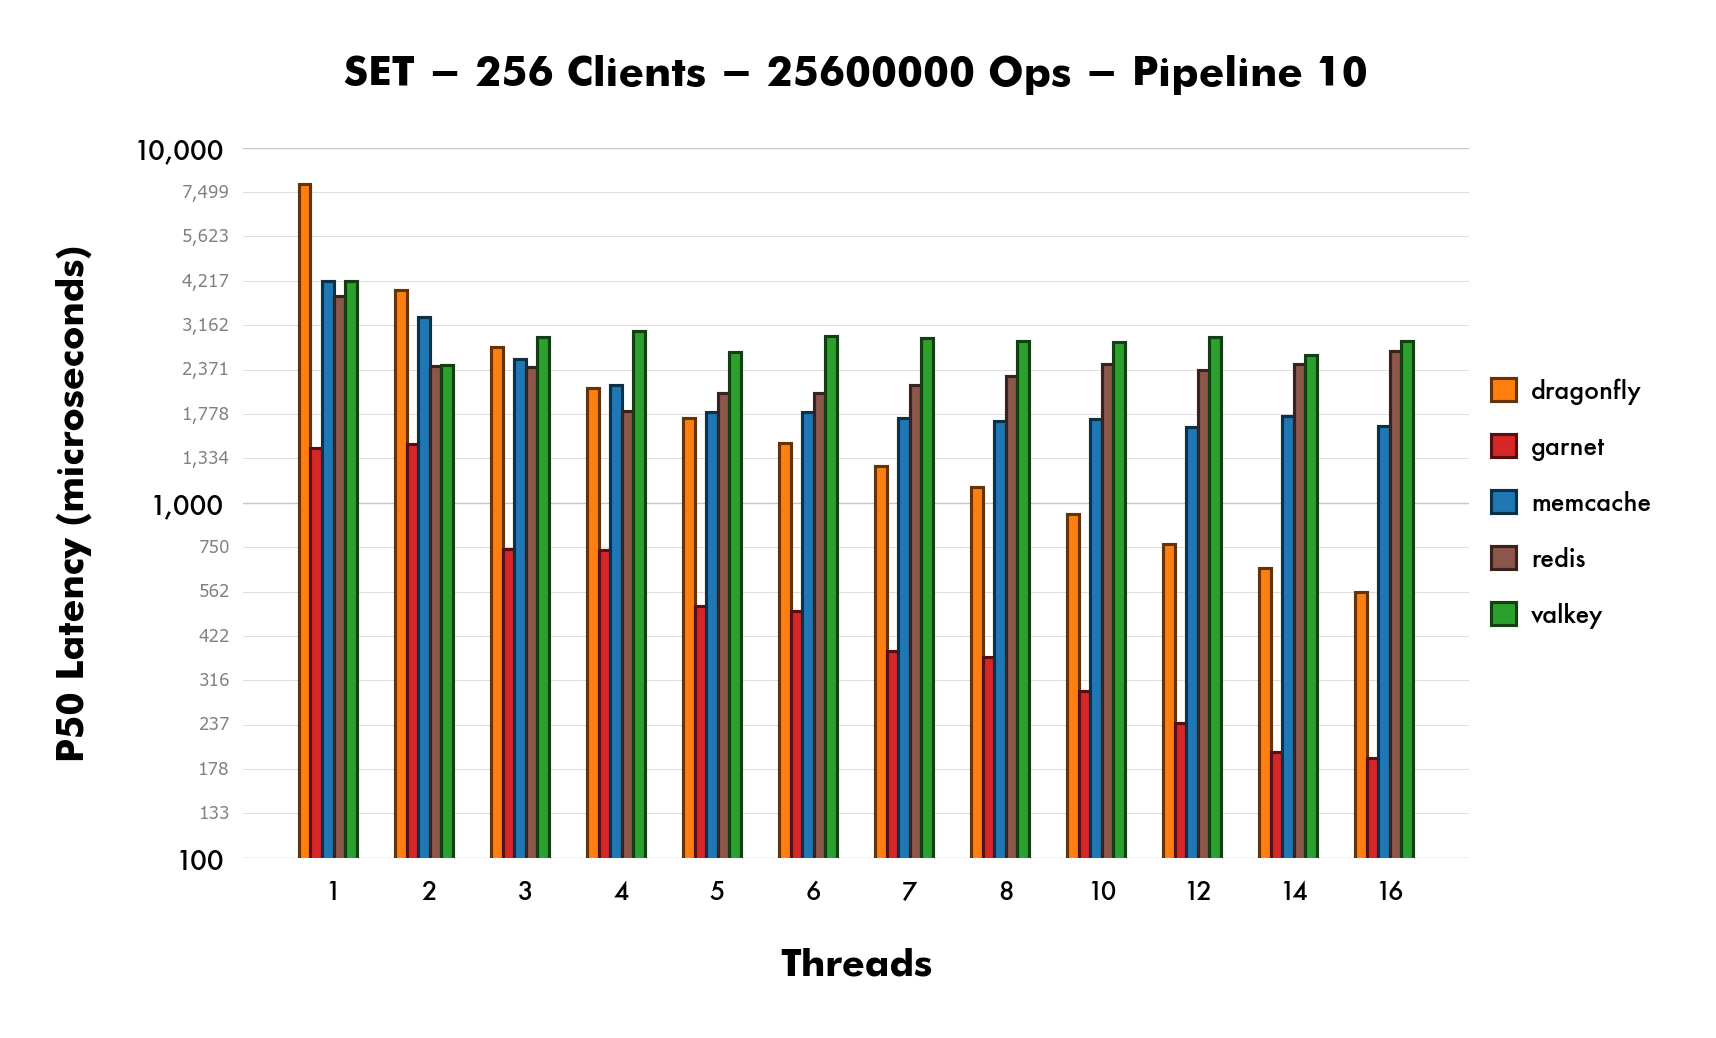 SET – 256 Clients – 25600000 Ops – Pipeline 10
P50 Latency (microseconds)
10,000
7,499
5,623
4,217
3,162
2,371
1,778
1,334
1,000
750
562
422
316
237
178
133
100
1 2 3 4 5 6 7 8 10 12 14 16
Threads
dragonfly
garnet
memcache
redis
valkey